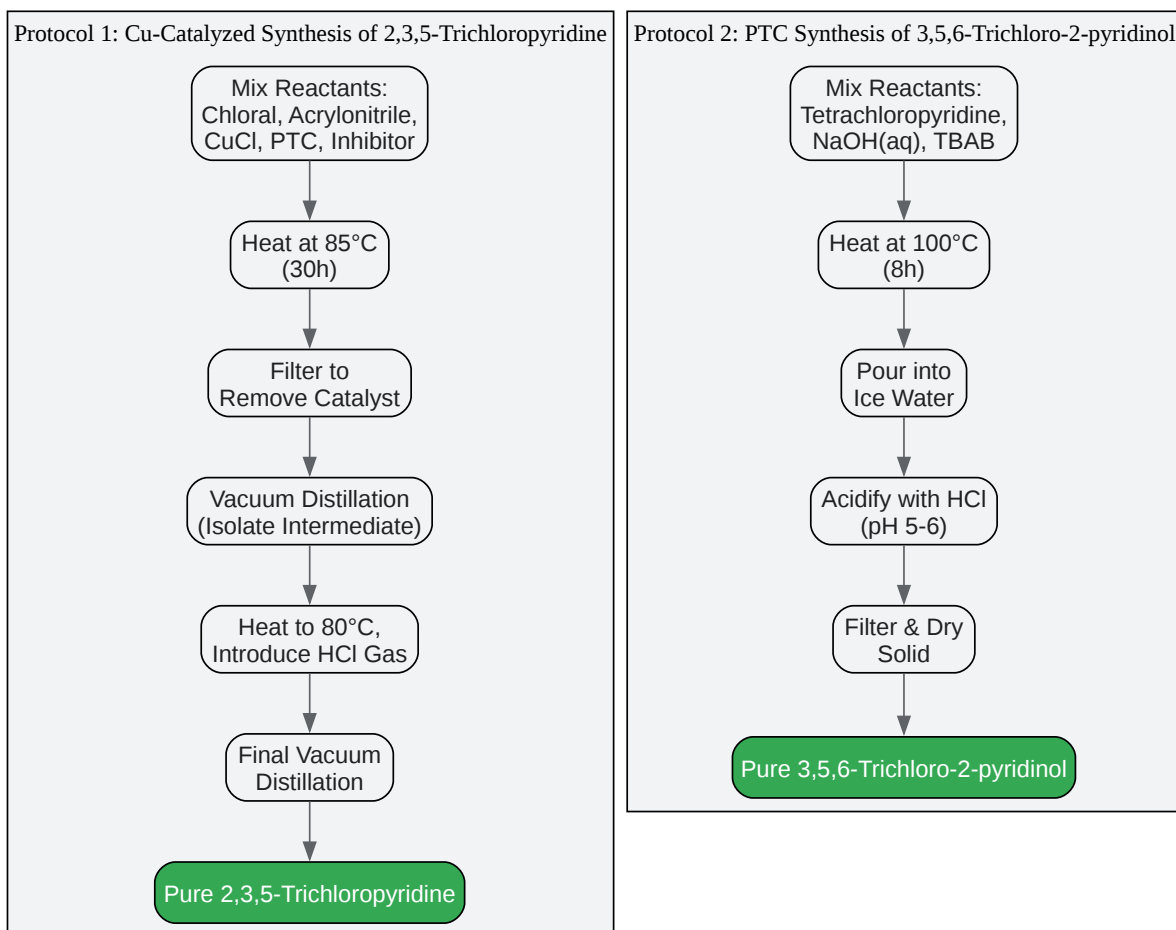 Protocol 1: Cu-Catalyzed Synthesis of 2,3,5-Trichloropyridine
Mix Reactants:
Chloral, Acrylonitrile,
CuCl, PTC, Inhibitor
Heat at 85°C
(30h)
Filter to
Remove Catalyst
Vacuum Distillation
(Isolate Intermediate)
Heat to 80°C,
Introduce HCl Gas
Final Vacuum
Distillation
Pure 2,3,5-Trichloropyridine
Protocol 2: PTC Synthesis of 3,5,6-Trichloro-2-pyridinol
Mix Reactants:
Tetrachloropyridine,
NaOH(aq), TBAB
Heat at 100°C
(8h)
Pour into
Ice Water
Acidify with HCl
(pH 5-6)
Filter & Dry
Solid
Pure 3,5,6-Trichloro-2-pyridinol